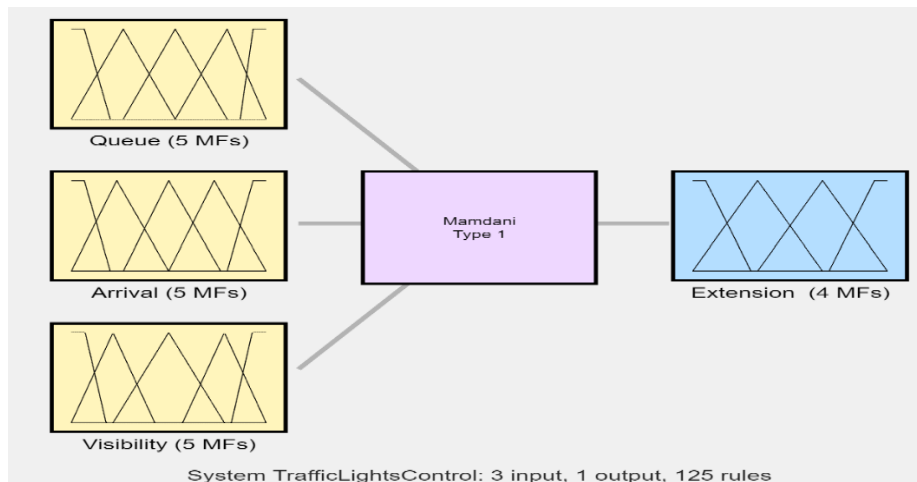 Queue (5 MFs)
Arrival (5 MFs)
Visibility (5 MFs)
Mamdani
Type 1
Extension (4 MFs)
System TrafficLightsControl: 3 input, 1 output, 125 rules